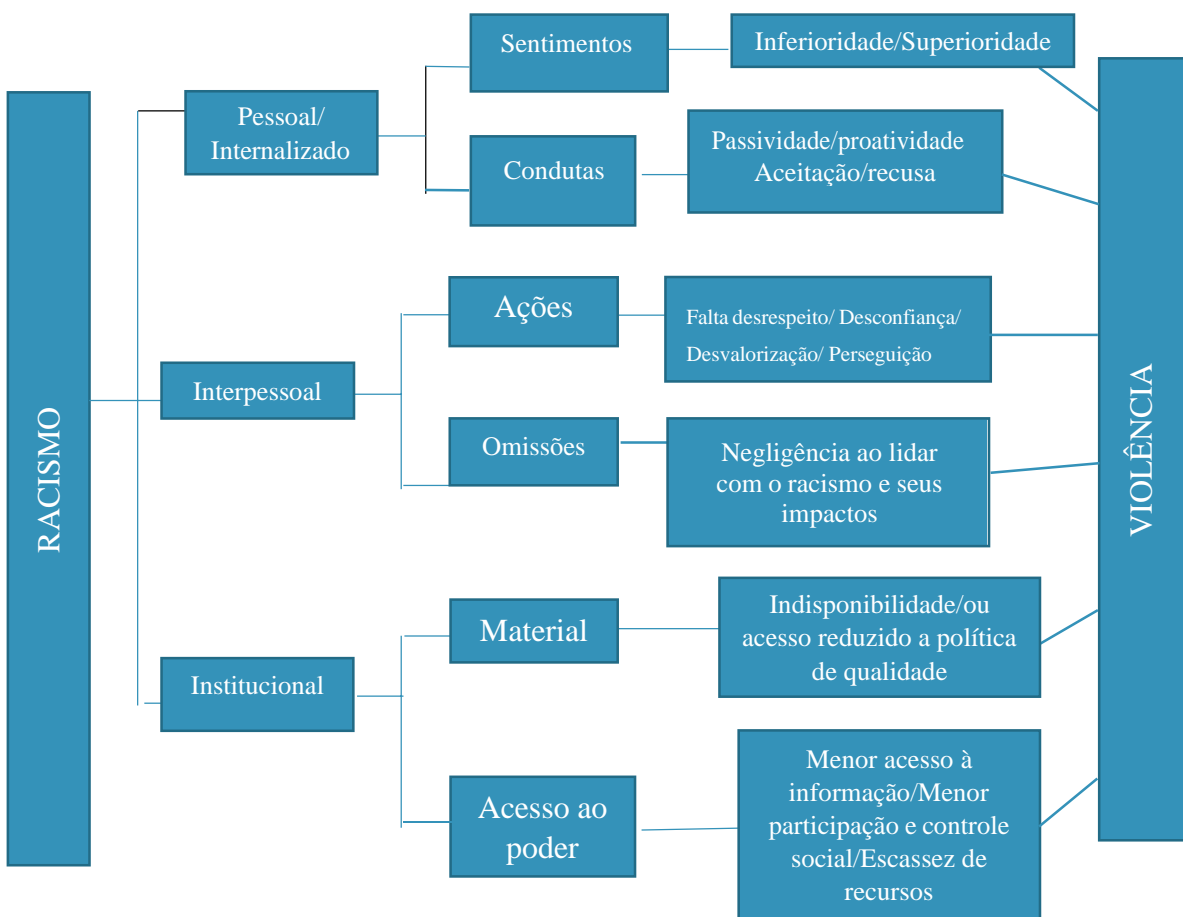 RACISMO
Pessoal/
Internalizado
Sentimentos
Inferioridade/Superioridade
Condutas
Passividade/proatividade
Aceitação/recusa
Interpessoal
Ações
Falta desrespeito/ Desconfiança/
Desvalorização/ Perseguição
Omissões
Negligência ao lidar
com o racismo e seus
impactos
Institucional
Material
Indisponibilidade/ou
acesso reduzido a política
de qualidade
Acesso ao
poder
Menor acesso à
informação/Menor
participação e controle
social/Escassez de
recursos
VIOLÊNCIA